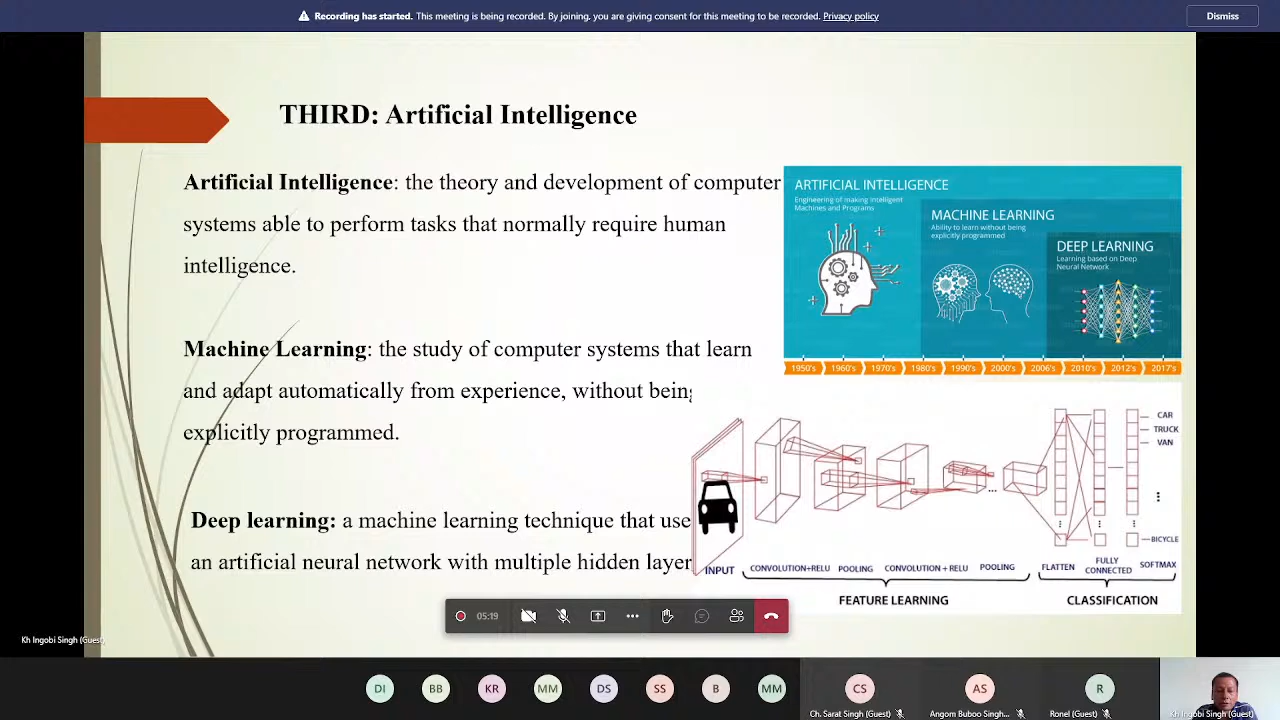 Recording has started. This meeting is being recorded. By joining, you are giving consent for this meeting to be recorded. Privacy policy
Dismiss
THIRD: Artificial Intelligence
Artificial Intelligence: the theory and development of computer
systems able to perform tasks that normally require human
intelligence.
Machine Learning: the study of computer systems that learn
and adapt automatically from experience, without being
explicitly programmed.
Deep learning: a machine learning technique that use
an artificial neural network with multiple hidden layer
ARTIFICIAL INTELLIGENCE
Engineering of making Intelligent
Machines and Programs
MACHINE LEARNING
Ability to learn without being
explicitly programmed
DEEP LEARNING
Learning based on Deep
Neural Network
1950's 1960's 1970's 1980's 1990's 2000's 2006's 2010's 2012's 2017's
CAR
TRUCK
VAN
BICYCLE
INPUT CONVOLUTION+RELU POOLING CONVOLUTION + RELU POOLING FLATTEN FULLY CONNECTED SOFTMAX
FEATURE LEARNING CLASSIFICATION
05:19
Kh Ingobi Singh (Guest)
DI BB KR MM DS SS B MM CS AS R
Ch. Sarat Singh (Guest) Angom Buboo Singh... Ronel (Guest) Kh Ingobi Singh (Guest)